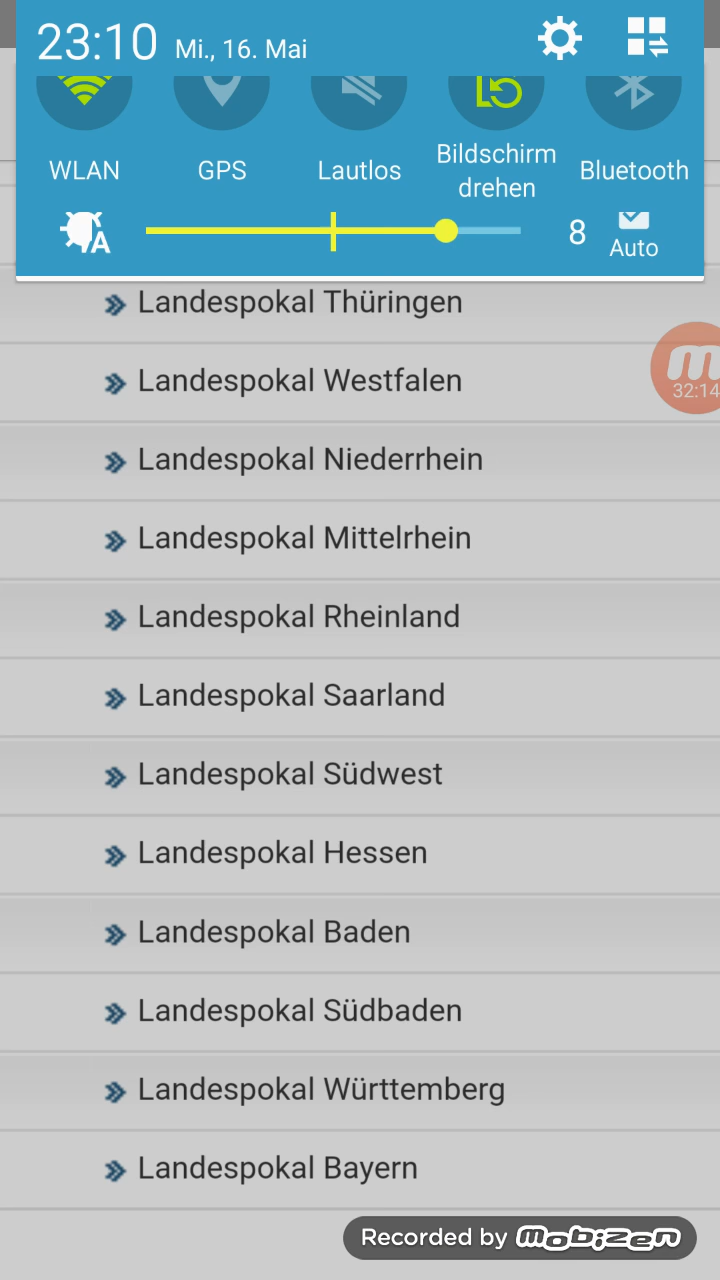 23:10 Mi., 16. Mai
WLAN
GPS
Lautlos
Bildschirm
drehen
Bluetooth
A
8
Auto
Landespokal Thüringen
Landespokal Westfalen
m
32:14
Landespokal Niederrhein
Landespokal Mittelrhein
Landespokal Rheinland
Landespokal Saarland
Landespokal Südwest
Landespokal Hessen
Landespokal Baden
Landespokal Südbaden
Landespokal Württemberg
Landespokal Bayern
Recorded by mobizen